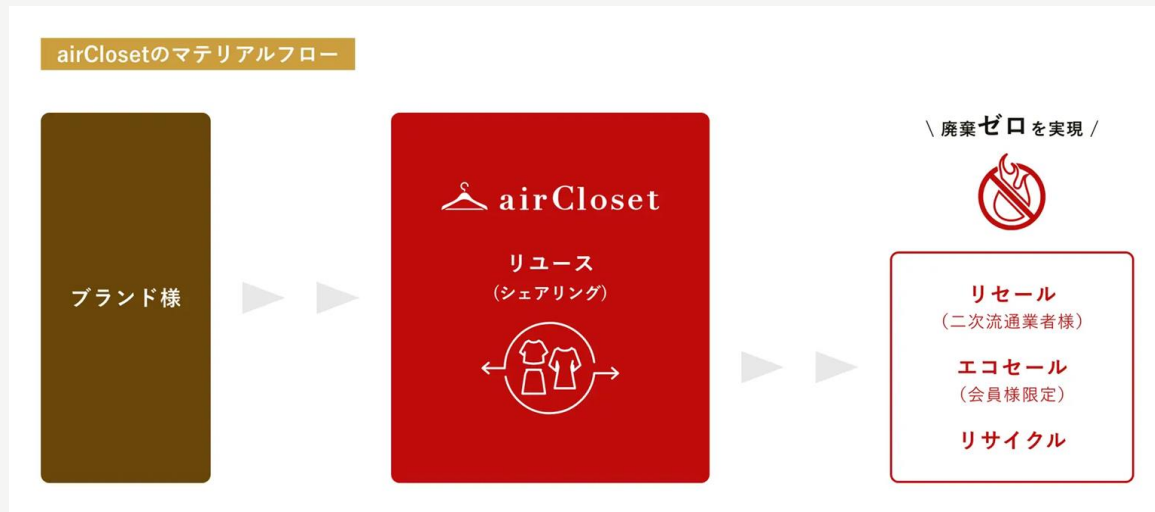 airClosetのマテリアルフロー
ブランド様
airCloset
リユース
(シェアリング)
\ 廃棄ゼロを実現 /
リセール
(二次流通業者様)
エコセール
(会員様限定)
リサイクル